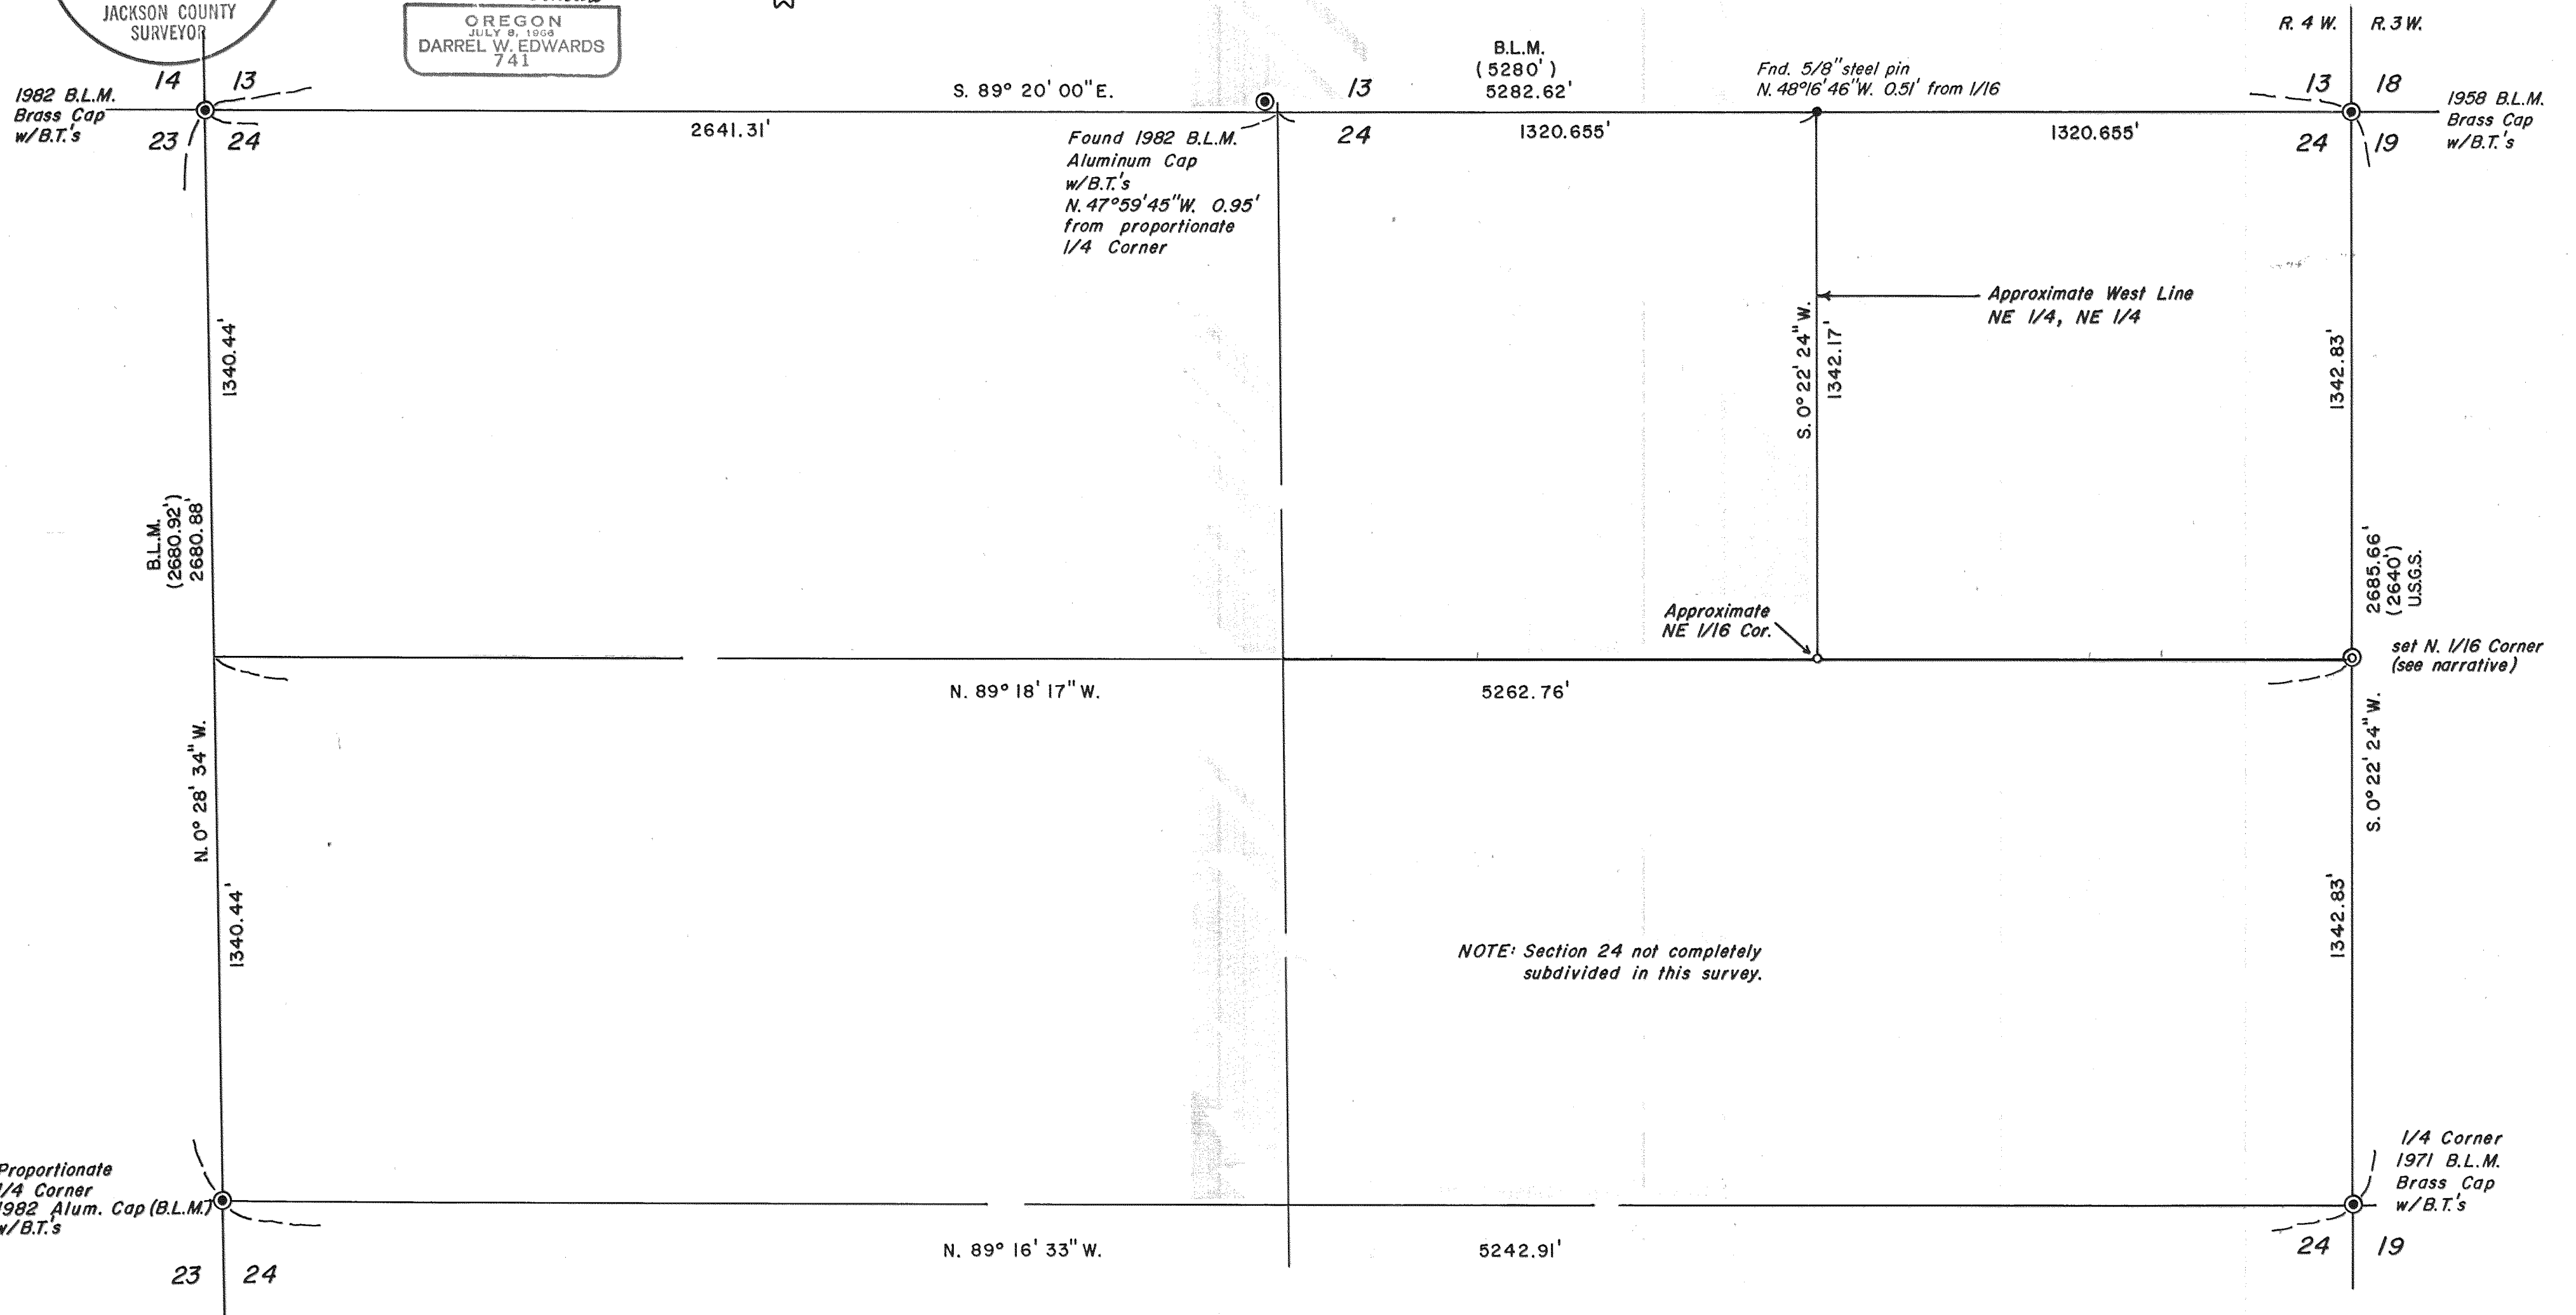 JACKSON COUNTY
SURVEYOR
OREGON
JULY 8, 1966
DARREL W. EDWARDS
741
R. 4 W.
R. 3 W.
14
13
1982 B.L.M.
Brass Cap
w/B.T.'s
23
24
S. 89° 20' 00" E.
2641.31'
Found 1982 B.L.M.
Aluminum Cap
w/B.T.'s
N. 47°59'45"W. 0.95'
from proportionate
1/4 Corner
B.L.M.
(5280')
5282.62'
13
24
1320.655'
Fnd. 5/8" steel pin
N. 48°16'46"W. 0.51' from 1/16
1320.655'
13
18
24
19
1958 B.L.M.
Brass Cap
w/B.T.'s
1340.44'
Approximate West Line
NE 1/4, NE 1/4
S. 0° 22' 24" W.
1342.17'
1342.83'
B.L.M.
(2680.92')
2680.88'
2685.66'
(2640')
U.S.G.S.
Approximate
NE 1/16 Cor.
set N. 1/16 Corner
(see narrative)
N. 89° 18' 17" W.
5262.76'
N. 0° 28' 34" W.
S. 0° 22' 24" W.
1340.44'
1342.83'
NOTE: Section 24 not completely
subdivided in this survey.
Proportionate
1/4 Corner
1982 Alum. Cap (B.L.M.)
w/B.T.'s
1/4 Corner
1971 B.L.M.
Brass Cap
w/B.T.'s
N. 89° 16' 33" W.
5242.91'
23
24
24
19